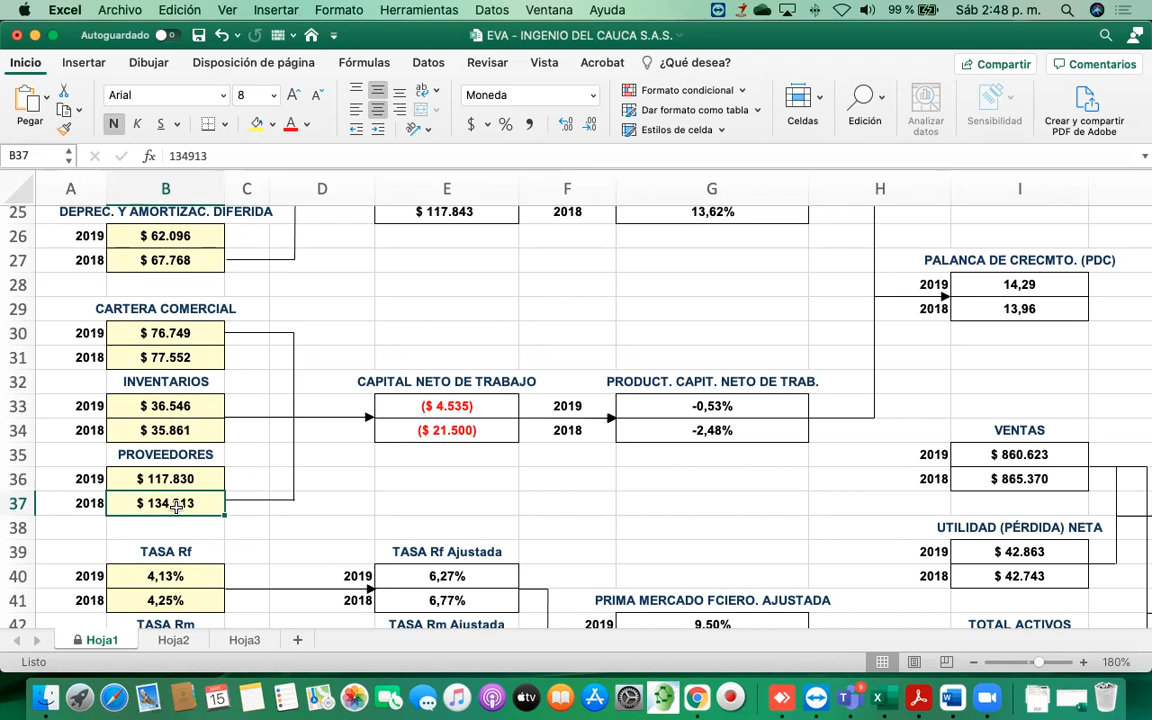 Excel Archivo Edición Ver Insertar Formato Herramientas Datos Ventana Ayuda 99 % Sáb 2:48 p. m.
Autoguardado EVA - INGENIO DEL CAUCA S.A.S.
Inicio Insertar Dibujar Disposición de página Fórmulas Datos Revisar Vista Acrobat ¿Qué desea? Compartir Comentarios
Pegar Arial 8 Moneda Formato condicional
Dar formato como tabla
N K S A $ % Estilos de celda
Celdas Edición Analizar datos Sensibilidad Crear y compartir PDF de Adobe
B37 fx 134913
A B C D E F G H I
25 DEPREC. Y AMORTIZAC. DIFERIDA $ 117.843 2018 13,62%
26 2019 $ 62.096
27 2018 $ 67.768 PALANCA DE CRECMTO. (PDC)
28 2019 14,29
29 CARTERA COMERCIAL 2018 13,96
30 2019 $ 76.749
31 2018 $ 77.552
32 INVENTARIOS CAPITAL NETO DE TRABAJO PRODUCT. CAPIT. NETO DE TRAB.
33 2019 $ 36.546 ($ 4.535) 2019 -0,53%
34 2018 $ 35.861 ($ 21.500) 2018 -2,48% VENTAS
35 PROVEEDORES 2019 $ 860.623
36 2019 $ 117.830 2018 $ 865.370
37 2018 $ 134.913
38 UTILIDAD (PÉRDIDA) NETA
39 TASA Rf TASA Rf Ajustada 2019 $ 42.863
40 2019 4,13% 2019 6,27% 2018 $ 42.743
41 2018 4,25% 2018 6,77% PRIMA MERCADO FCIERO. AJUSTADA
42 TASA Rm TASA Rm Ajustada 2019 9,50% TOTAL ACTIVOS
Hoja1 Hoja2 Hoja3 +
Listo 180%
MAY 15 tv 9